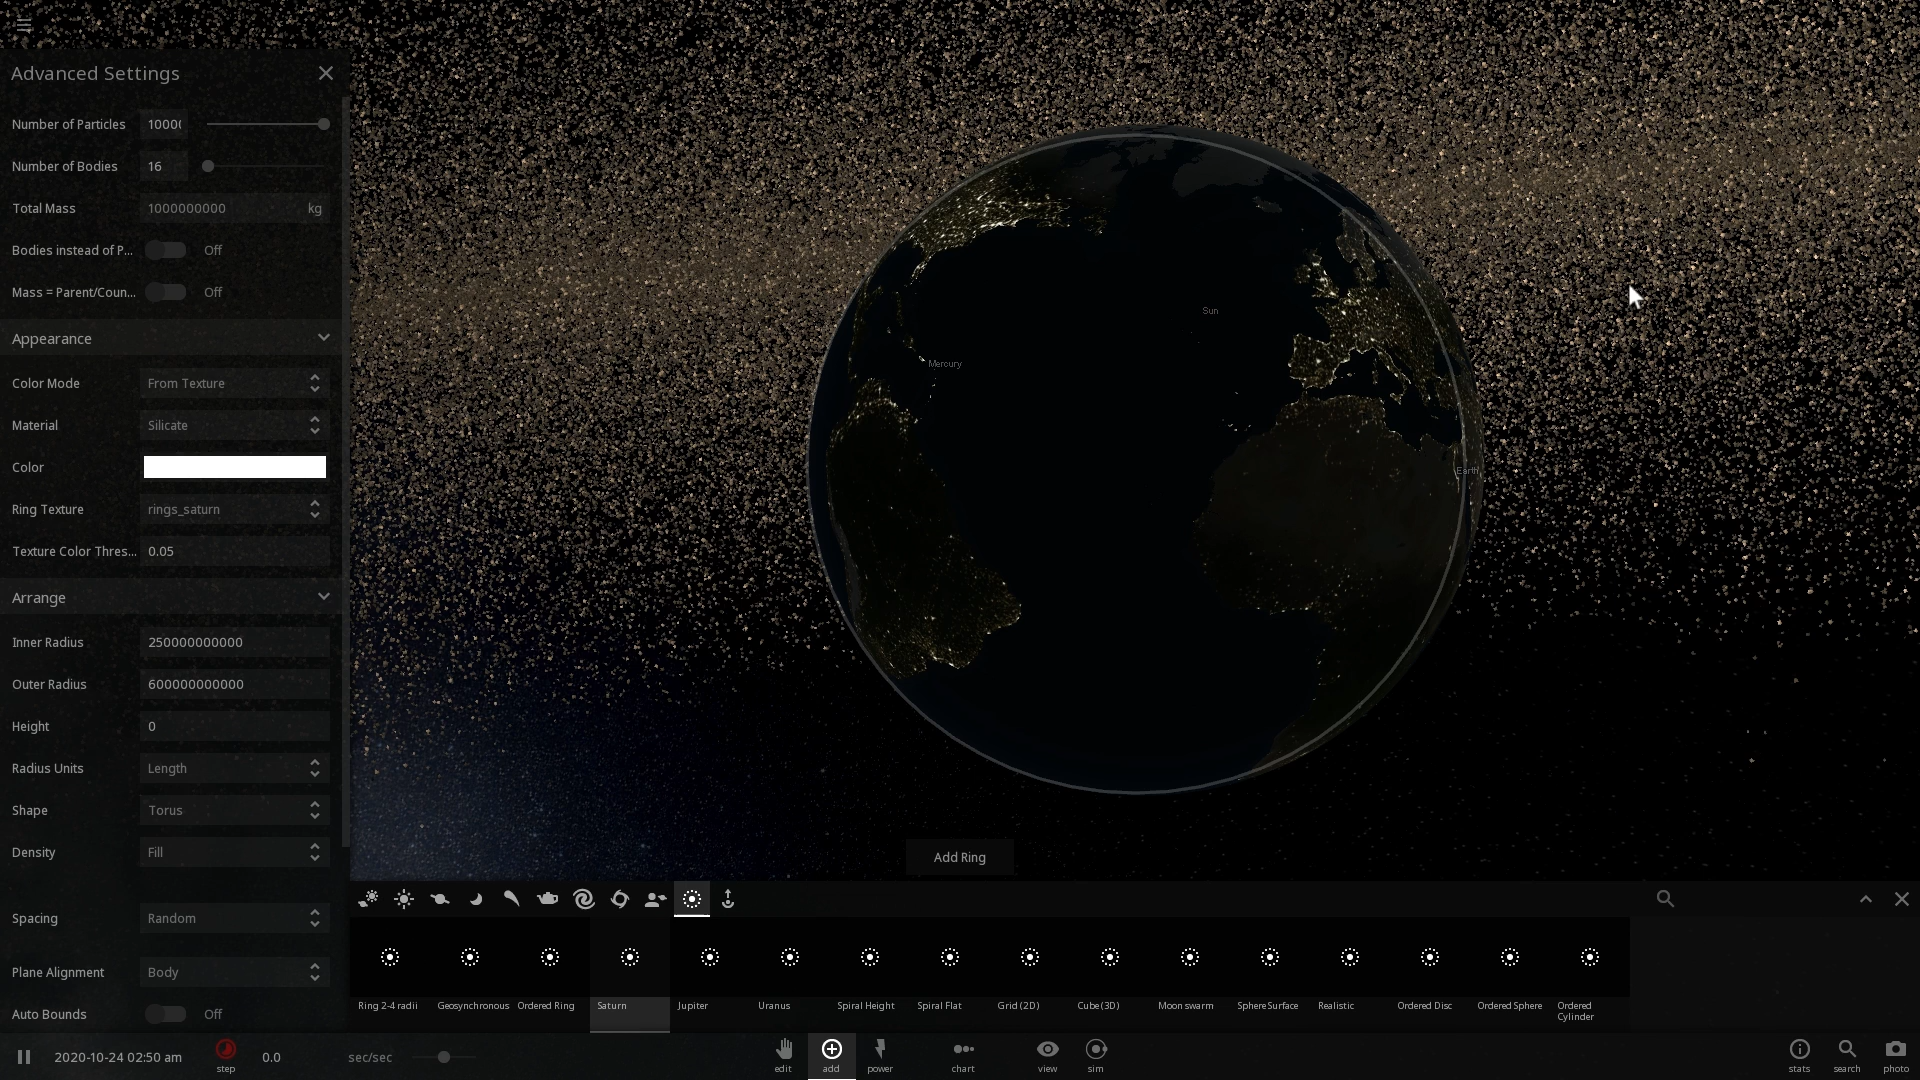 Advanced Settings
Number of Particles 1000
Number of Bodies 16
Total Mass 1000000000 kg
Bodies instead of P... Off
Mass = Parent/Coun... Off
Appearance
Color Mode From Texture
Material Silicate
Color
Ring Texture rings_saturn
Texture Color Thres... 0.05
Arrange
Inner Radius 250000000000
Outer Radius 600000000000
Height 0
Radius Units Length
Shape Torus
Density Fill
Spacing Random
Plane Alignment Body
Auto Bounds Off
Sun
Mercury
Earth
Add Ring
Ring 2-4 radii
Geosynchronous
Ordered Ring
Saturn
Jupiter
Uranus
Spiral Height
Spiral Flat
Grid (2D)
Cube (3D)
Moon swarm
Sphere Surface
Realistic
Ordered Disc
Ordered Sphere
Ordered
Cylinder
2020-10-24 02:50 am
step
0.0 sec/sec
edit
add
power
chart
view
sim
stats
search
photo